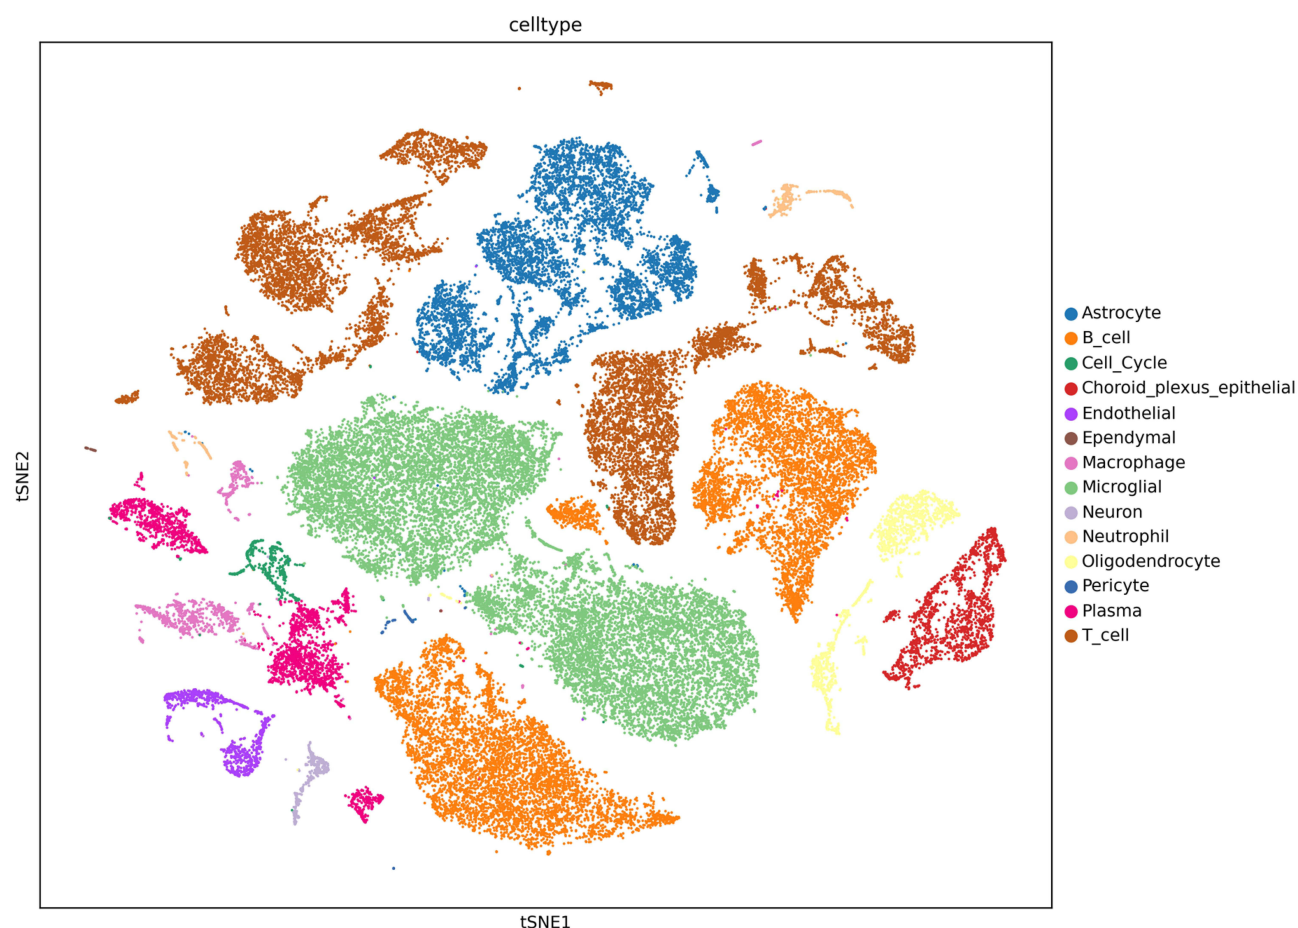 celltype
tSNE2
tSNE1
Astrocyte
B_cell
Cell_Cycle
Choroid_plexus_epithelial
Endothelial
Ependymal
Macrophage
Microglial
Neuron
Neutrophil
Oligodendrocyte
Pericyte
Plasma
T_cell